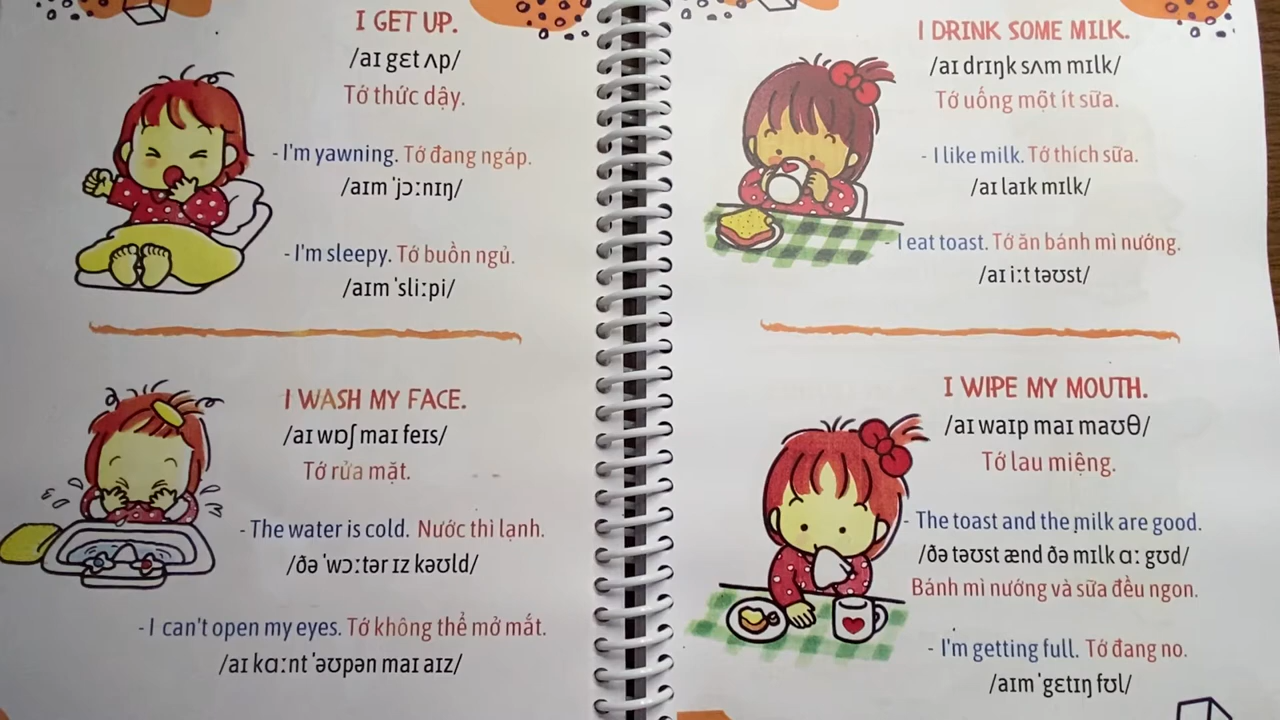 I GET UP.
/aɪ gɛt ʌp/
Tớ thức dậy.
- I'm yawning. Tớ đang ngáp.
/aɪm ˈjɔːnɪŋ/
- I'm sleepy. Tớ buồn ngủ.
/aɪm ˈsliːpi/
I WASH MY FACE.
/aɪ wɒʃ maɪ feɪs/
Tớ rửa mặt.
- The water is cold. Nước thì lạnh.
/ðə ˈwɔːtər ɪz kəʊld/
- I can't open my eyes. Tớ không thể mở mắt.
/aɪ kɑːnt ˈəʊpən maɪ aɪz/
I DRINK SOME MILK.
/aɪ drɪŋk sʌm mɪlk/
Tớ uống một ít sữa.
- I like milk. Tớ thích sữa.
/aɪ laɪk mɪlk/
- I eat toast. Tớ ăn bánh mì nướng.
/aɪ iːt təʊst/
I WIPE MY MOUTH.
/aɪ waɪp maɪ maʊθ/
Tớ lau miệng.
- The toast and the milk are good.
/ðə təʊst ænd ðə mɪlk ɑː gʊd/
Bánh mì nướng và sữa đều ngon.
- I'm getting full. Tớ đang no.
/aɪm ˈgɛtɪŋ fʊl/